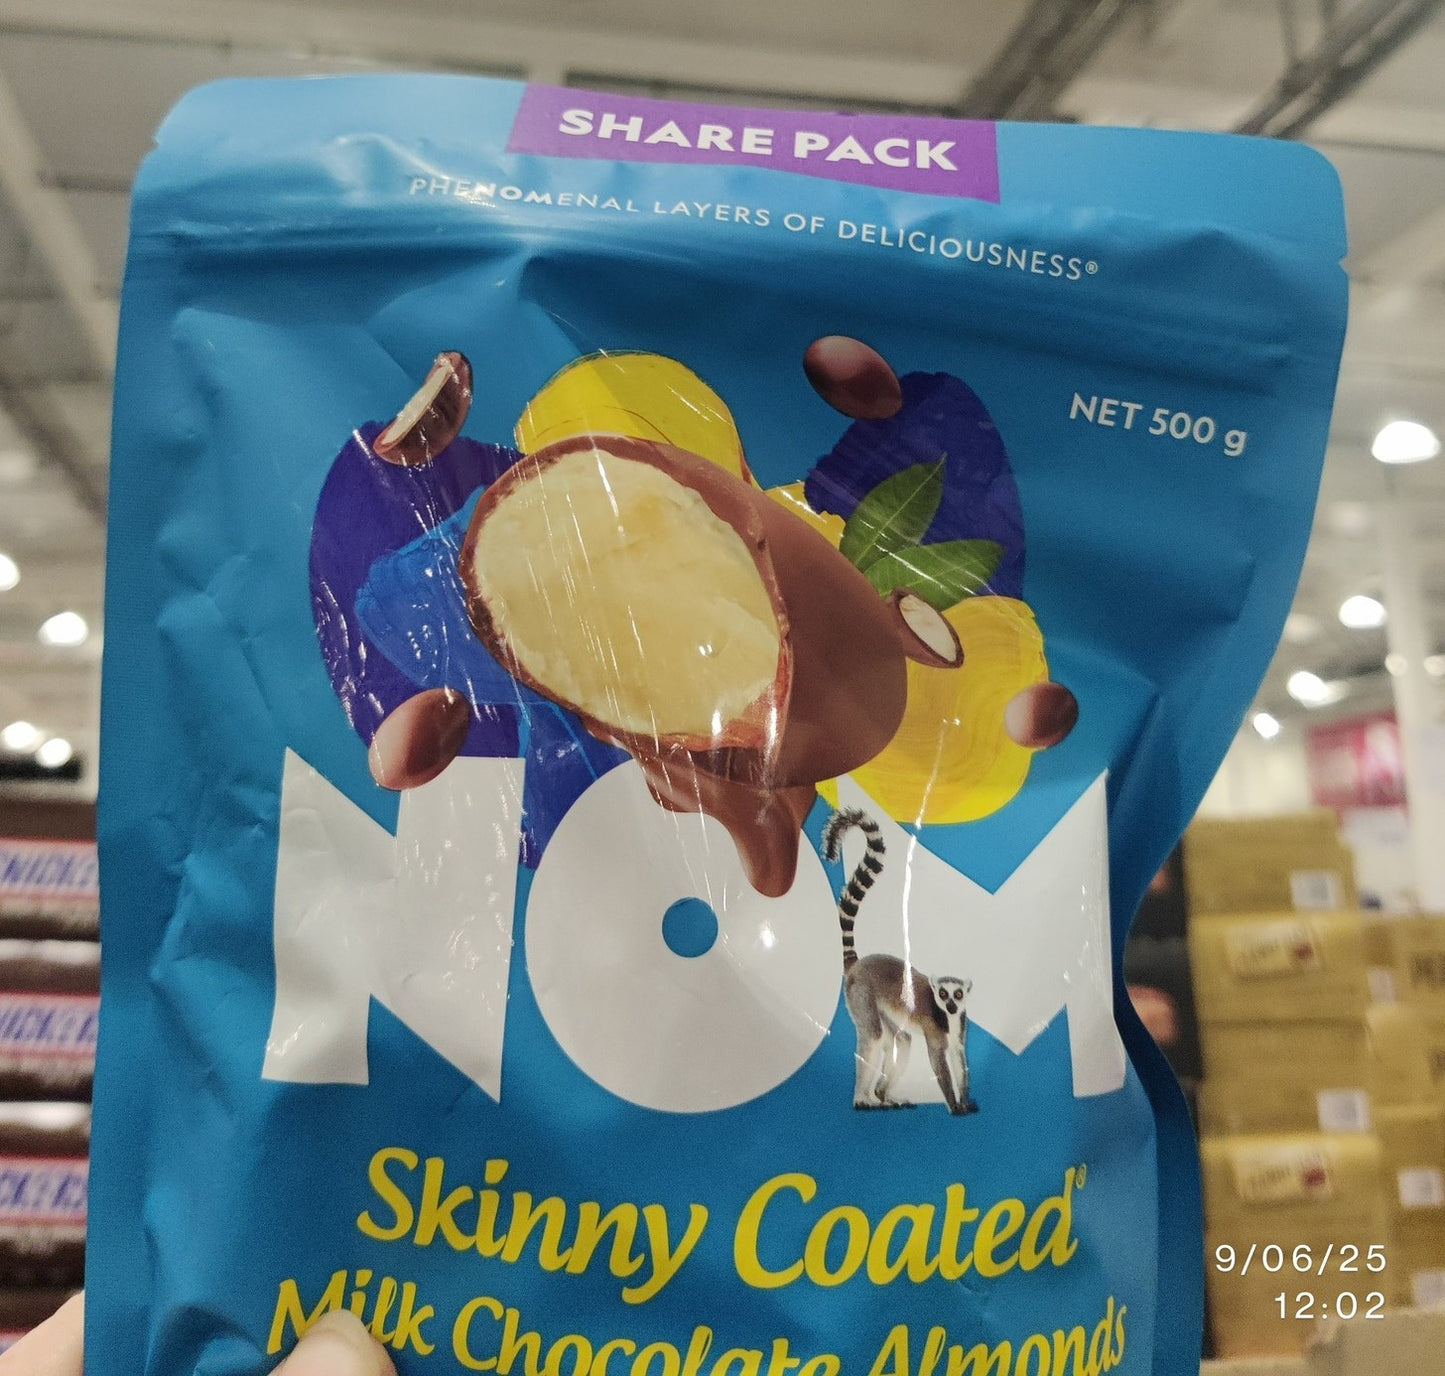 SHARE PACK
PHENOMENAL LAYERS OF DELICIOUSNESS®
NET 500 g
NOM
Skinny Coated®
Milk Chocolate Almonds
9/06/25
12:02